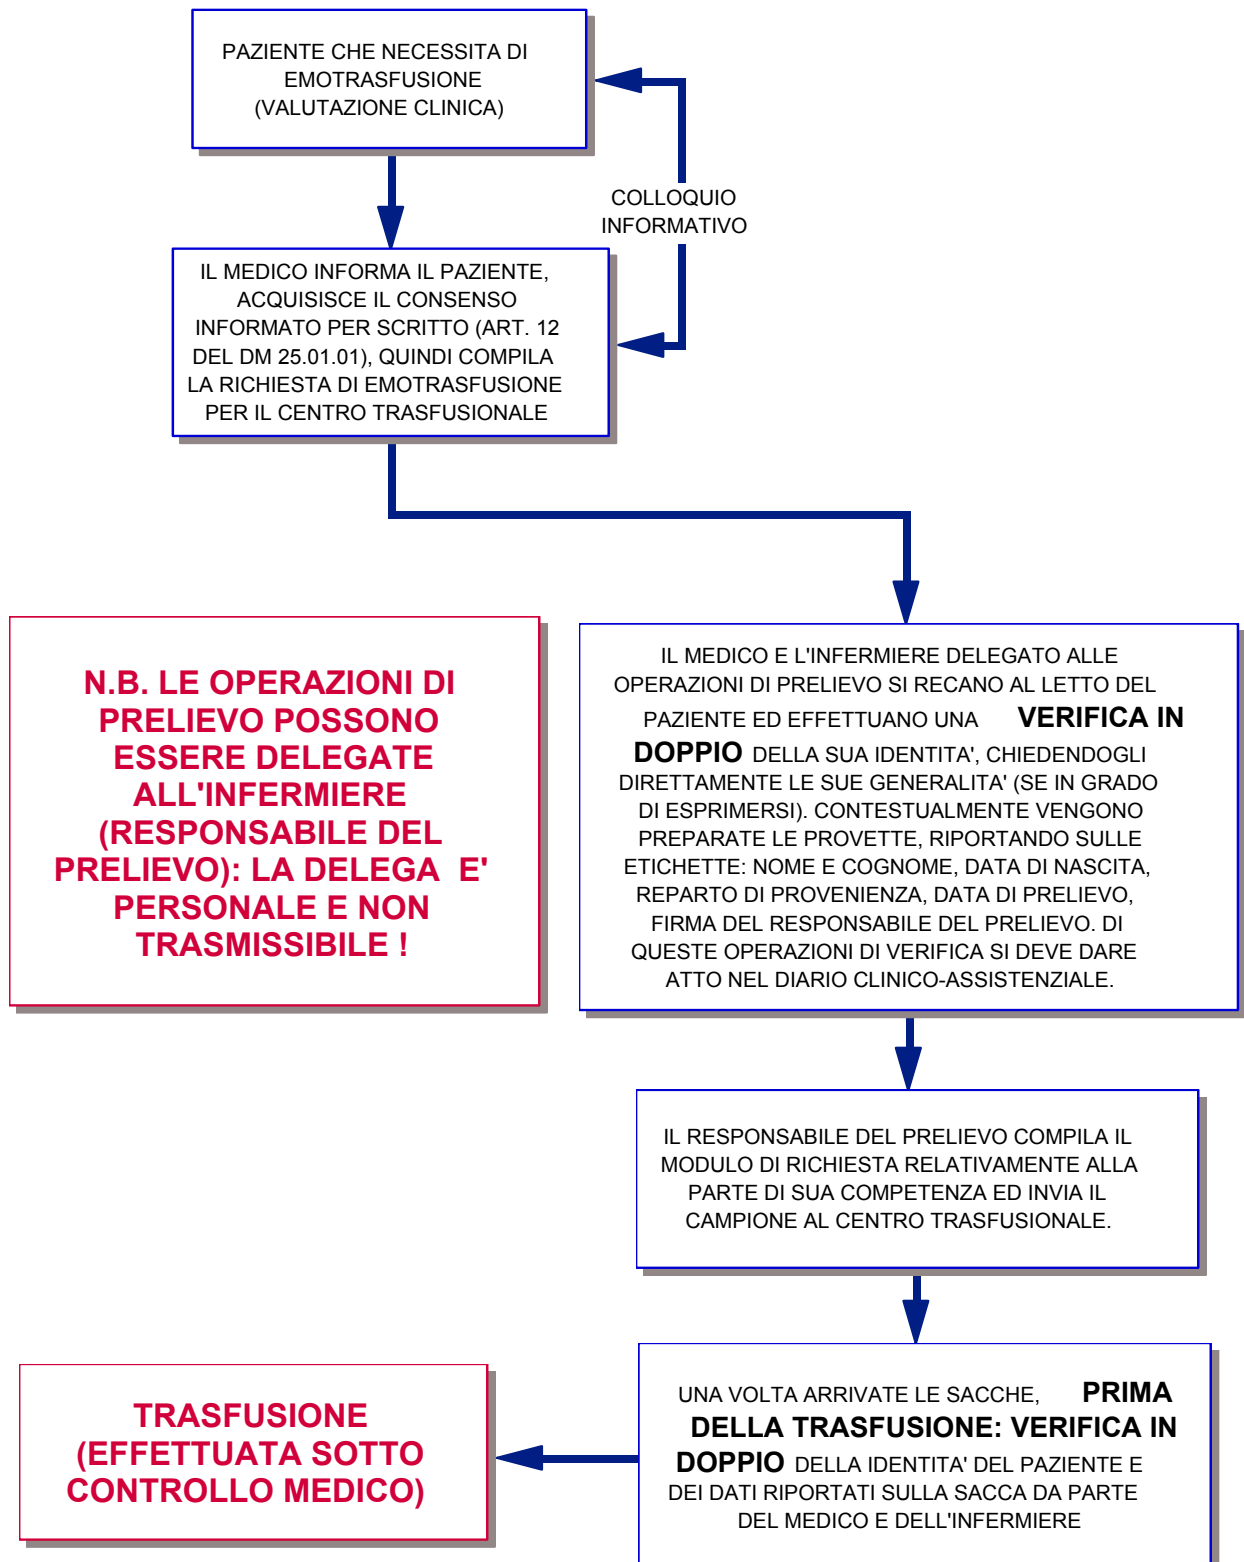 PAZIENTE CHE NECESSITA DI
EMOTRASFUSIONE
(VALUTAZIONE CLINICA)
COLLOQUIO
INFORMATIVO
IL MEDICO INFORMA IL PAZIENTE,
ACQUISISCE IL CONSENSO
INFORMATO PER SCRITTO (ART. 12
DEL DM 25.01.01), QUINDI COMPILA
LA RICHIESTA DI EMOTRASFUSIONE
PER IL CENTRO TRASFUSIONALE
N.B. LE OPERAZIONI DI
PRELIEVO POSSONO
ESSERE DELEGATE
ALL'INFERMIERE
(RESPONSABILE DEL
PRELIEVO): LA DELEGA E'
PERSONALE E NON
TRASMISSIBILE !
IL MEDICO E L'INFERMIERE DELEGATO ALLE
OPERAZIONI DI PRELIEVO SI RECANO AL LETTO DEL
PAZIENTE ED EFFETTUANO UNA VERIFICA IN
DOPPIO DELLA SUA IDENTITA', CHIEDENDOGLI
DIRETTAMENTE LE SUE GENERALITA' (SE IN GRADO
DI ESPRIMERSI). CONTESTUALMENTE VENGONO
PREPARATE LE PROVETTE, RIPORTANDO SULLE
ETICHETTE: NOME E COGNOME, DATA DI NASCITA,
REPARTO DI PROVENIENZA, DATA DI PRELIEVO,
FIRMA DEL RESPONSABILE DEL PRELIEVO. DI
QUESTE OPERAZIONI DI VERIFICA SI DEVE DARE
ATTO NEL DIARIO CLINICO-ASSISTENZIALE.
IL RESPONSABILE DEL PRELIEVO COMPILA IL
MODULO DI RICHIESTA RELATIVAMENTE ALLA
PARTE DI SUA COMPETENZA ED INVIA IL
CAMPIONE AL CENTRO TRASFUSIONALE.
UNA VOLTA ARRIVATE LE SACCHE, PRIMA
DELLA TRASFUSIONE: VERIFICA IN
DOPPIO DELLA IDENTITA' DEL PAZIENTE E
DEI DATI RIPORTATI SULLA SACCA DA PARTE
DEL MEDICO E DELL'INFERMIERE
TRASFUSIONE
(EFFETTUATA SOTTO
CONTROLLO MEDICO)